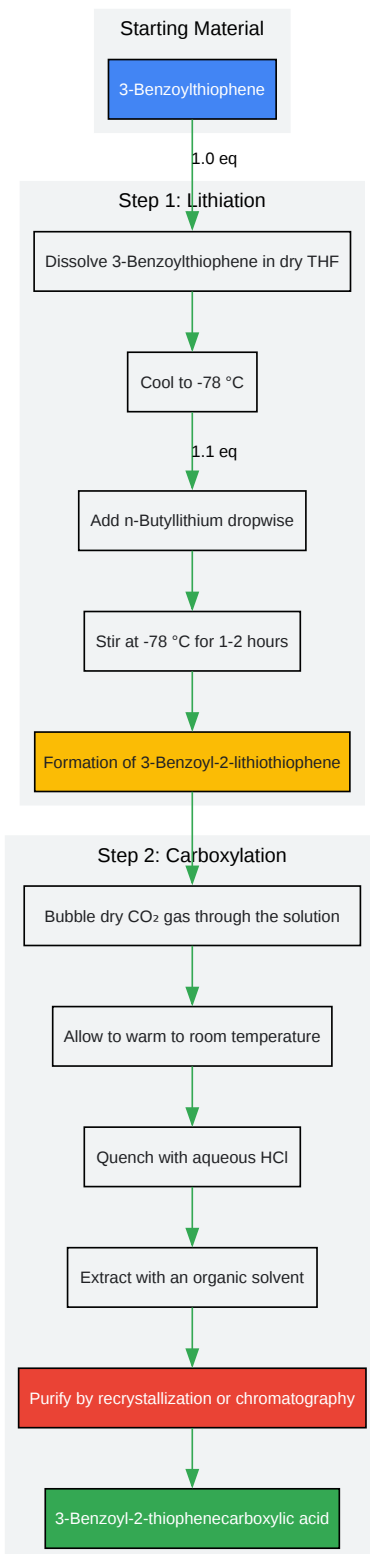 Starting Material
3-Benzoylthiophene
1.0 eq
Step 1: Lithiation
Dissolve 3-Benzoylthiophene in dry THF
Cool to -78 °C
1.1 eq
Add n-Butyllithium dropwise
Stir at -78 °C for 1-2 hours
Formation of 3-Benzoyl-2-lithiothiophene
Step 2: Carboxylation
Bubble dry CO₂ gas through the solution
Allow to warm to room temperature
Quench with aqueous HCl
Extract with an organic solvent
Purify by recrystallization or chromatography
3-Benzoyl-2-thiophenecarboxylic acid